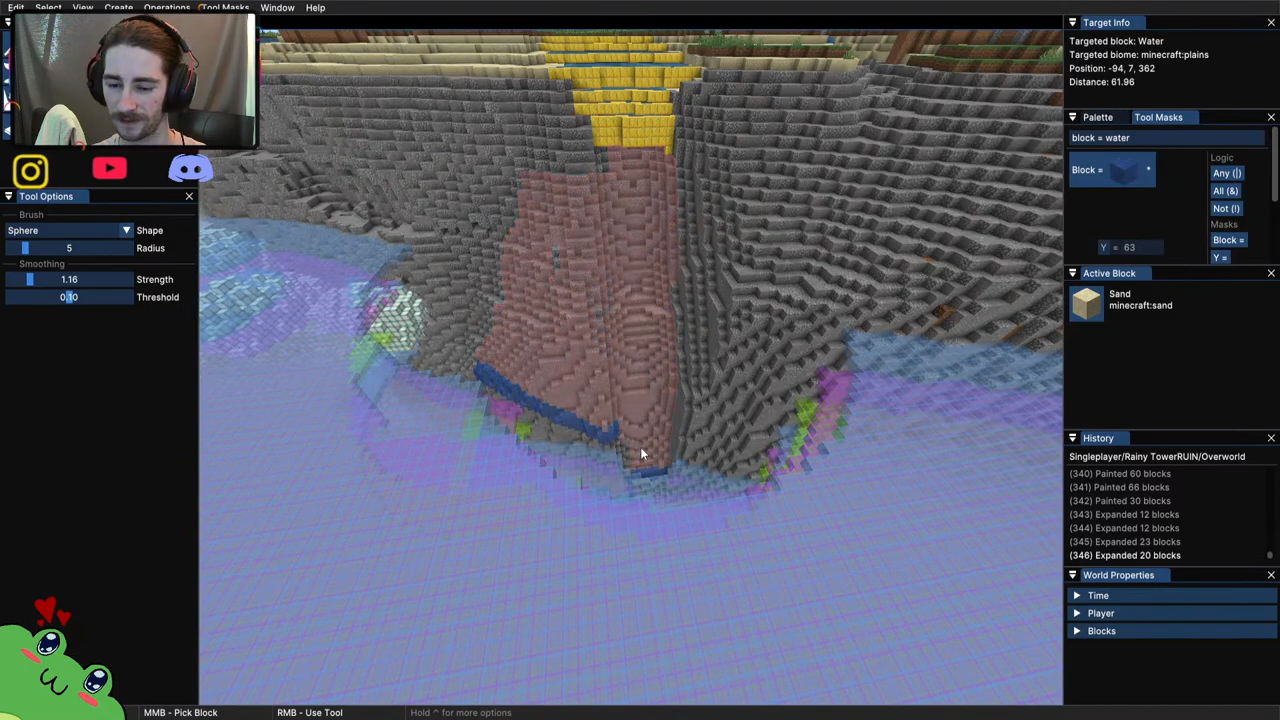 Edit Select View Create Operations Tool Masks Window Help
Target Info
Targeted block: Water
Targeted biome: minecraft:plains
Position: -94, 7, 362
Distance: 61.96
Palette Tool Masks
block = water
Block = *
Logic
Any (|)
All (&)
Not (!)
Masks
Block =
Y =
Y = 63
Tool Options
Brush
Sphere Shape
5 Radius
Smoothing
1.16 Strength
0.10 Threshold
Active Block
Sand
minecraft:sand
History
Singleplayer/Rainy TowerRUIN/Overworld
(340) Painted 60 blocks
(341) Painted 66 blocks
(342) Painted 30 blocks
(343) Expanded 12 blocks
(344) Expanded 12 blocks
(345) Expanded 23 blocks
(346) Expanded 20 blocks
World Properties
Time
Player
Blocks
MMB - Pick Block RMB - Use Tool Hold ^ for more options